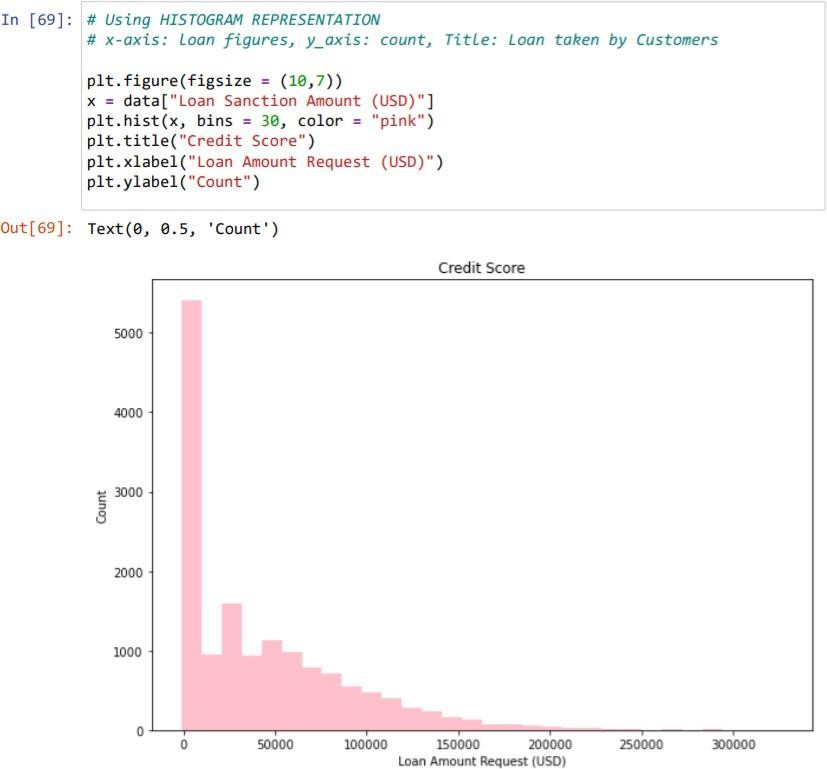 In [69]: # Using HISTOGRAM REPRESENTATION
# x-axis: loan figures, y_axis: count, Title: Loan taken by Customers
plt.figure(figsize = (10,7))
x = data["Loan Sanction Amount (USD)"]
plt.hist(x, bins = 30, color = "pink")
plt.title("Credit Score")
plt.xlabel("Loan Amount Request (USD)")
plt.ylabel("Count")
Out[69]: Text(0, 0.5, 'Count')
Credit Score
5000
4000
3000
Count
2000
1000
0
0 50000 100000 150000 200000 250000 300000
Loan Amount Request (USD)